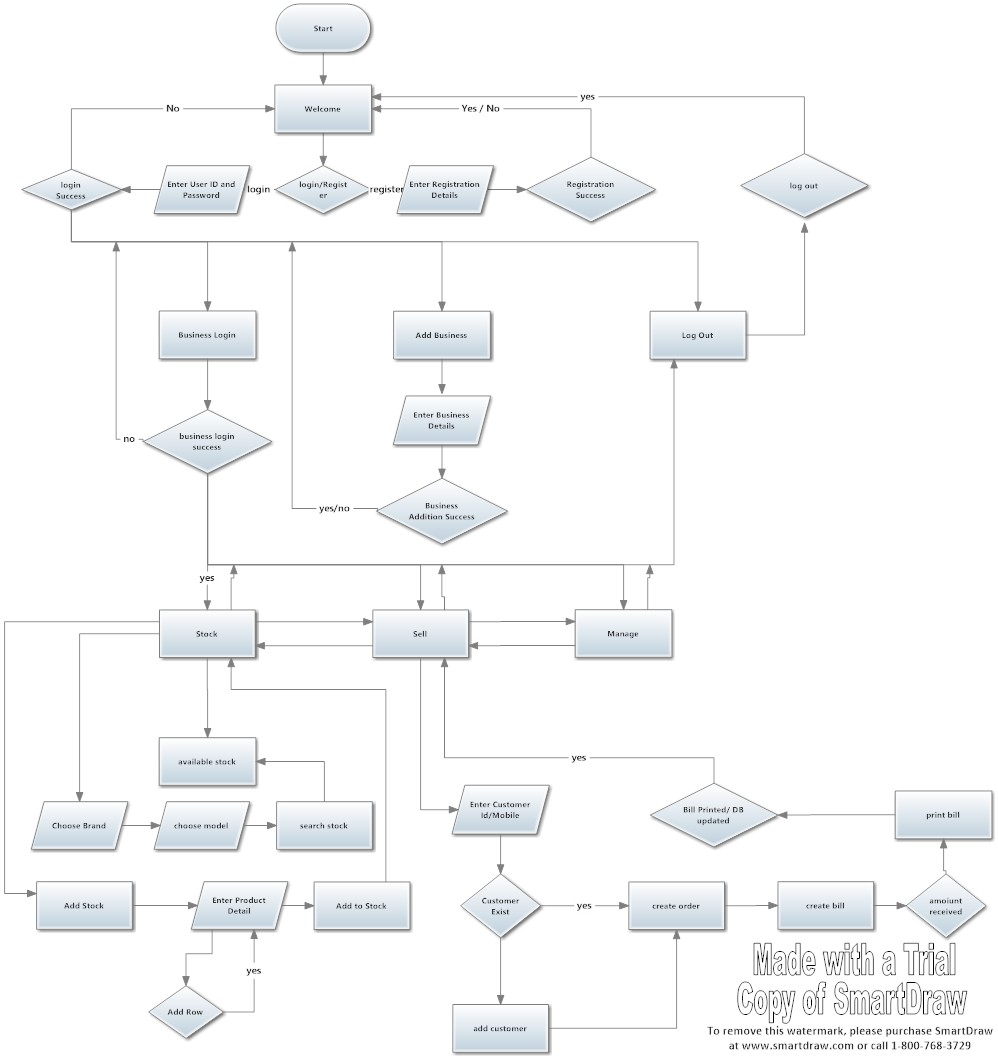 Start
Welcome
No
Yes / No
yes
login
Success
Enter User ID and
Password
login
login/Regist
er
register
Enter Registration
Details
Registration
Success
log out
Business Login
Add Business
Log Out
Enter Business
Details
business login
success
no
Business
Addition Success
yes/no
yes
Stock
Sell
Manage
available stock
yes
Choose Brand
choose model
search stock
Enter Customer
Id/Mobile
Bill Printed/ DB
updated
print bill
Add Stock
Enter Product
Detail
Add to Stock
Customer
Exist
yes
create order
create bill
amoiunt
received
yes
Add Row
add customer
Made with a Trial
Copy of SmartDraw
To remove this watermark, please purchase SmartDraw
at www.smartdraw.com or call 1-800-768-3729